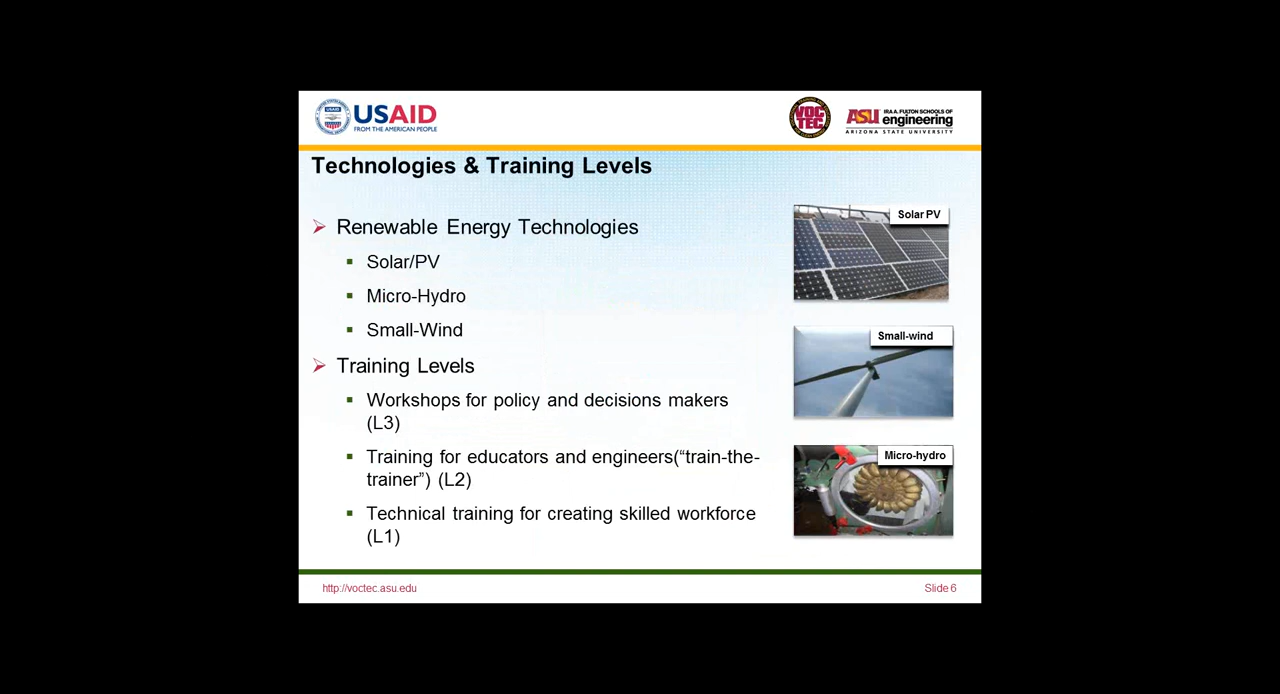 USAID
FROM THE AMERICAN PEOPLE
VOC
TEC
ASU IRA A. FULTON SCHOOLS OF
engineering
ARIZONA STATE UNIVERSITY
Technologies & Training Levels
Renewable Energy Technologies
Solar/PV
Micro-Hydro
Small-Wind
Training Levels
Workshops for policy and decisions makers
(L3)
Training for educators and engineers(“train-the-
trainer”) (L2)
Technical training for creating skilled workforce
(L1)
Solar PV
Small-wind
Micro-hydro
http://voctec.asu.edu
Slide 6